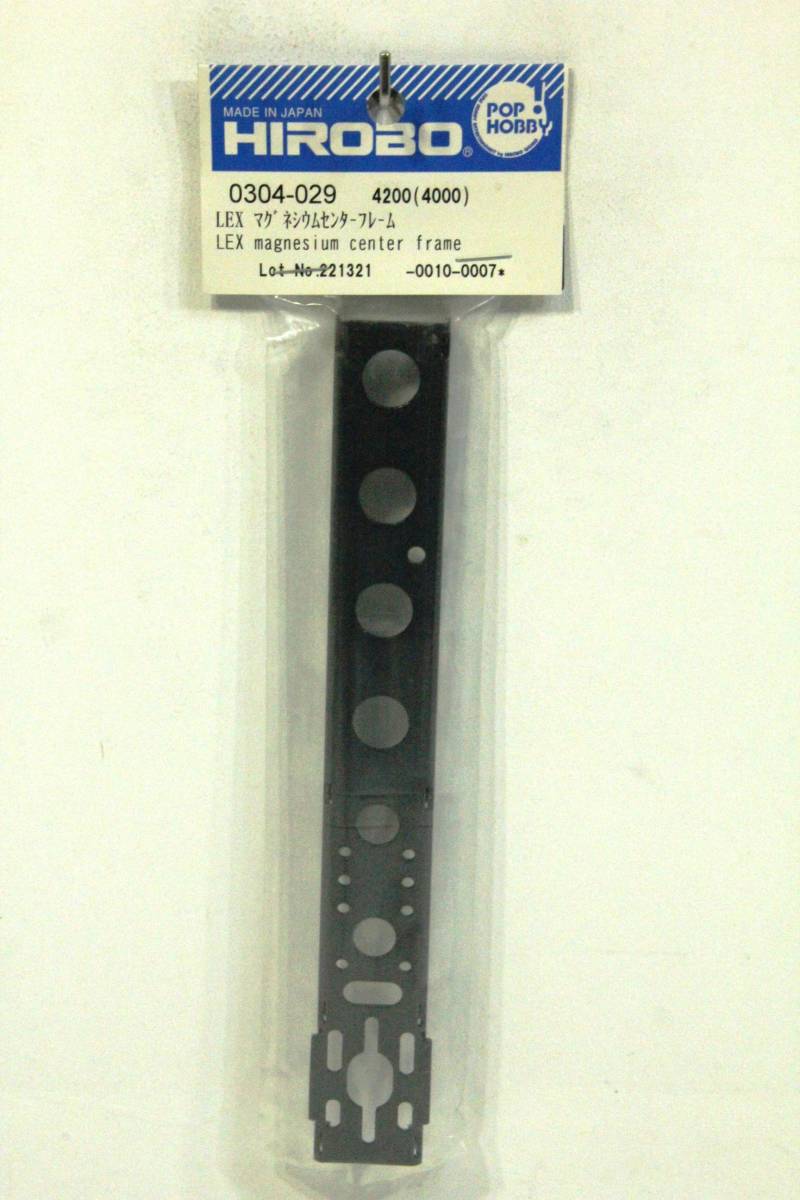 MADE IN JAPAN
HIROBO®
POP!
HOBBY
0304-029 4200(4000)
LEX マグネシウムセンターフレーム
LEX magnesium center frame
Lot No.221321 -0010-0007*